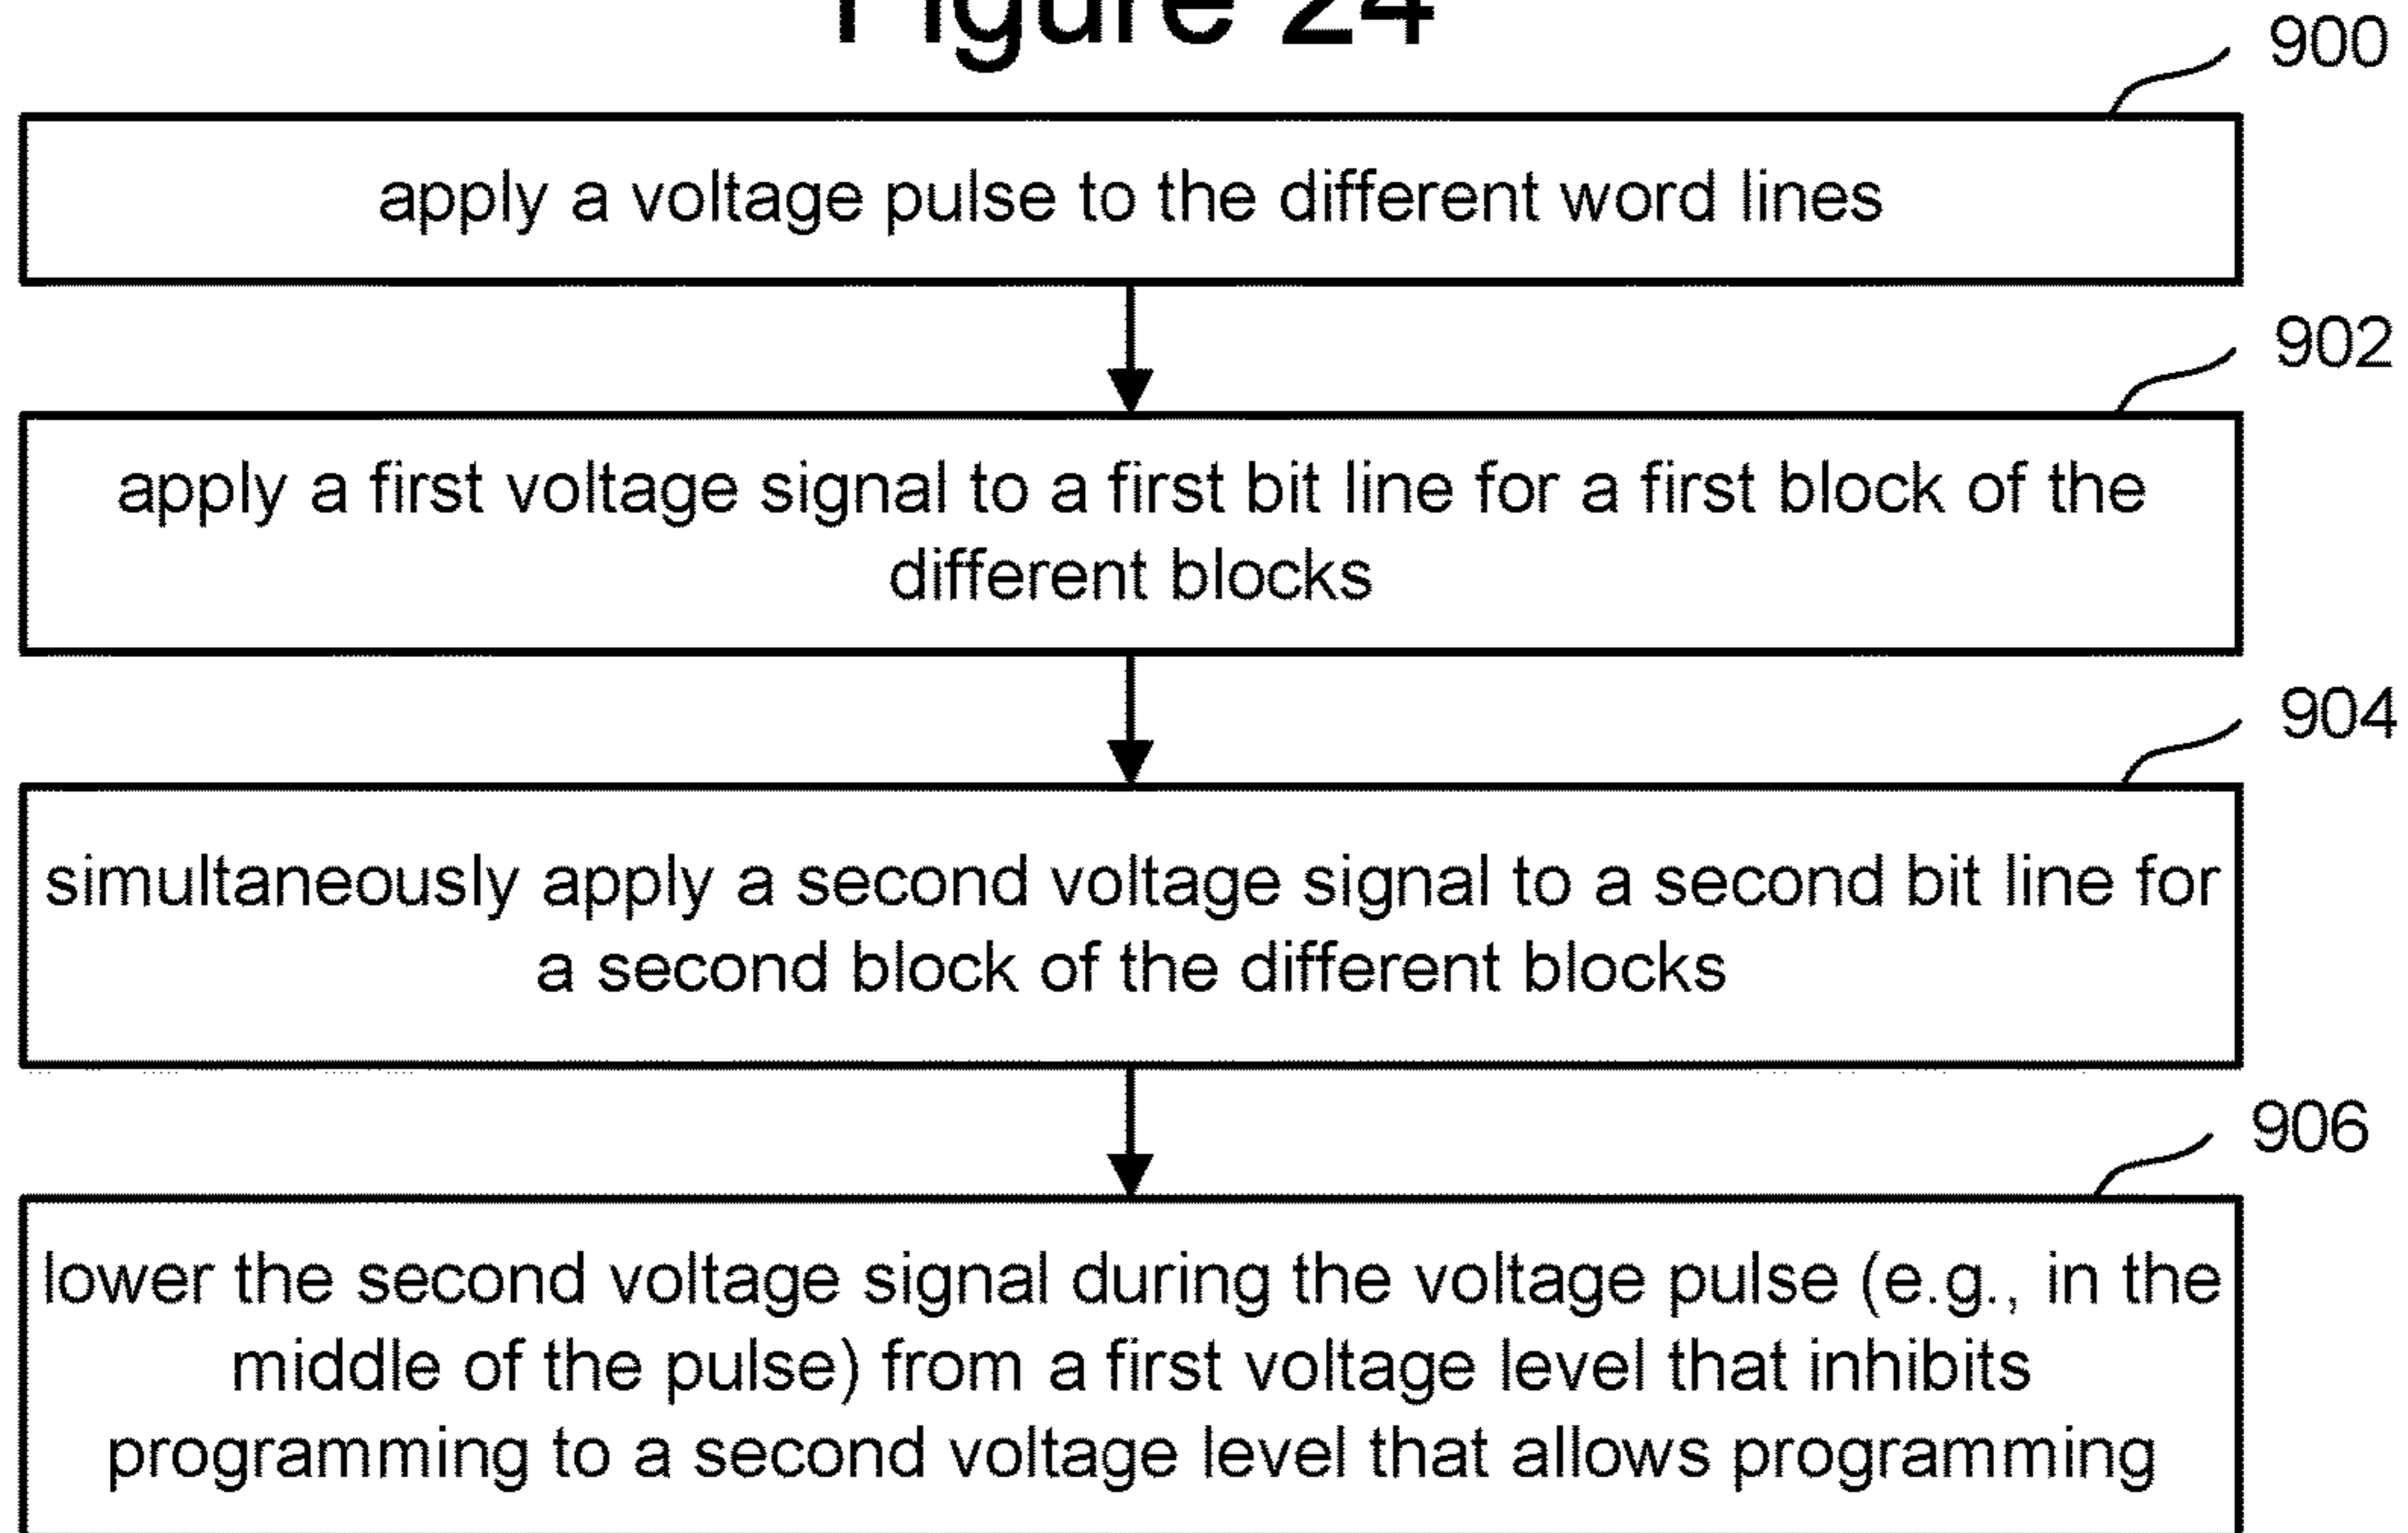 Figure 24
900
apply a voltage pulse to the different word lines
902
apply a first voltage signal to a first bit line for a first block of the
different blocks
904
simultaneously apply a second voltage signal to a second bit line for
a second block of the different blocks
906
lower the second voltage signal during the voltage pulse (e.g., in the
middle of the pulse) from a first voltage level that inhibits
programming to a second voltage level that allows programming